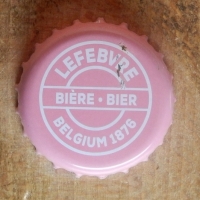 LEFEBVRE
BIÈRE • BIER
BELGIUM 1876